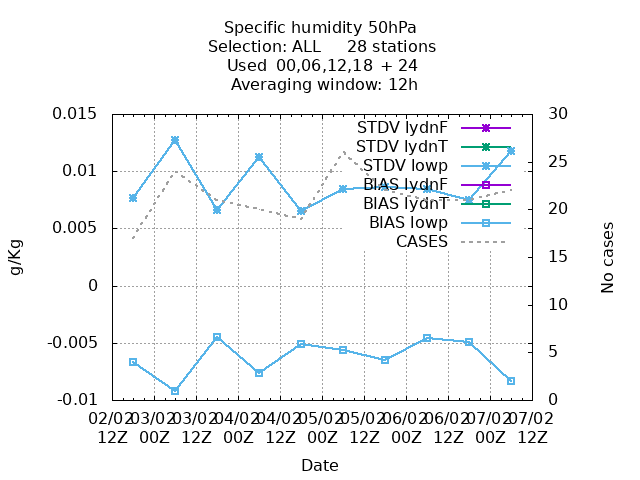 Specific humidity 50hPa
Selection: ALL 28 stations
Used 00,06,12,18 + 24
Averaging window: 12h
0.015
0.01
0.005
0
-0.005
-0.01
g/Kg
STDV lydnF
STDV lydnT
STDV lowp
BIAS lydnF
BIAS lydnT
BIAS lowp
CASES
30
25
20
15
10
5
0
No cases
02/02 03/02 03/02 04/02 04/02 05/02 05/02 06/02 06/02 07/02 07/02
12Z 00Z 12Z 00Z 12Z 00Z 12Z 00Z 12Z 00Z 12Z
Date